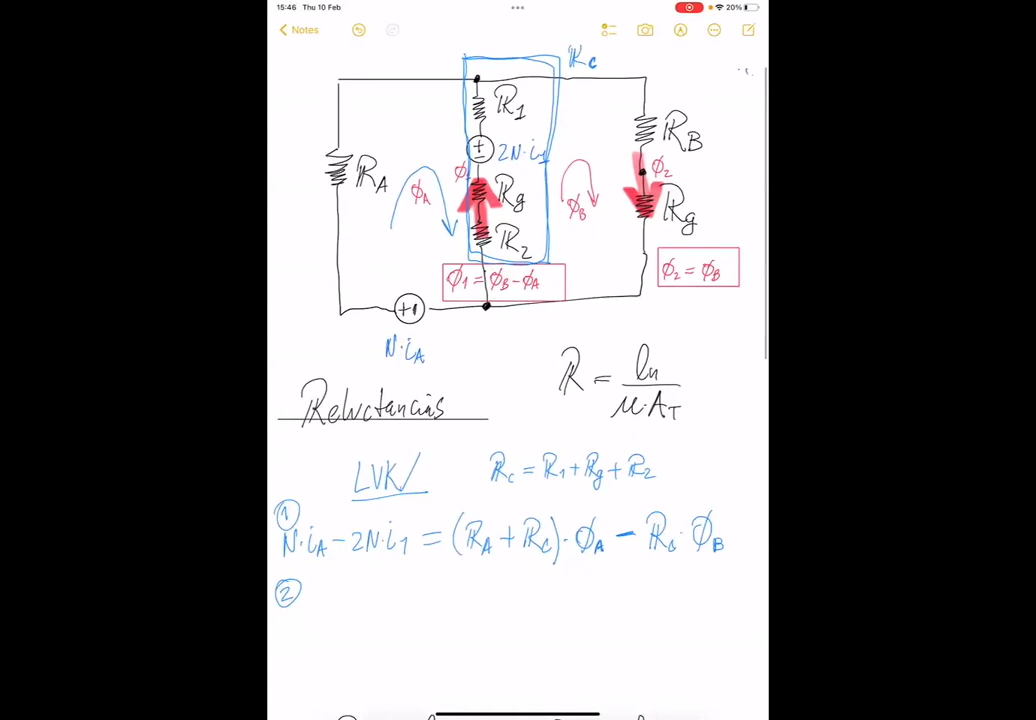 15:46 Thu 10 Feb
20%
Notes
ℝc
ℝ1
+
−
2N·i1
ℝA
ϕA
ℝg
ϕB
ℝB
ϕ2
ℝg
ℝ2
ϕ1 = ϕB - ϕA
ϕ2 = ϕB
N·iA
ℝ = ln / μ·AT
Reluctancias
LVK/
ℝc = ℝ1 + ℝg + ℝ2
① N·iA - 2N·i1 = (ℝA + ℝc)·ϕA - ℝc·ϕB
②